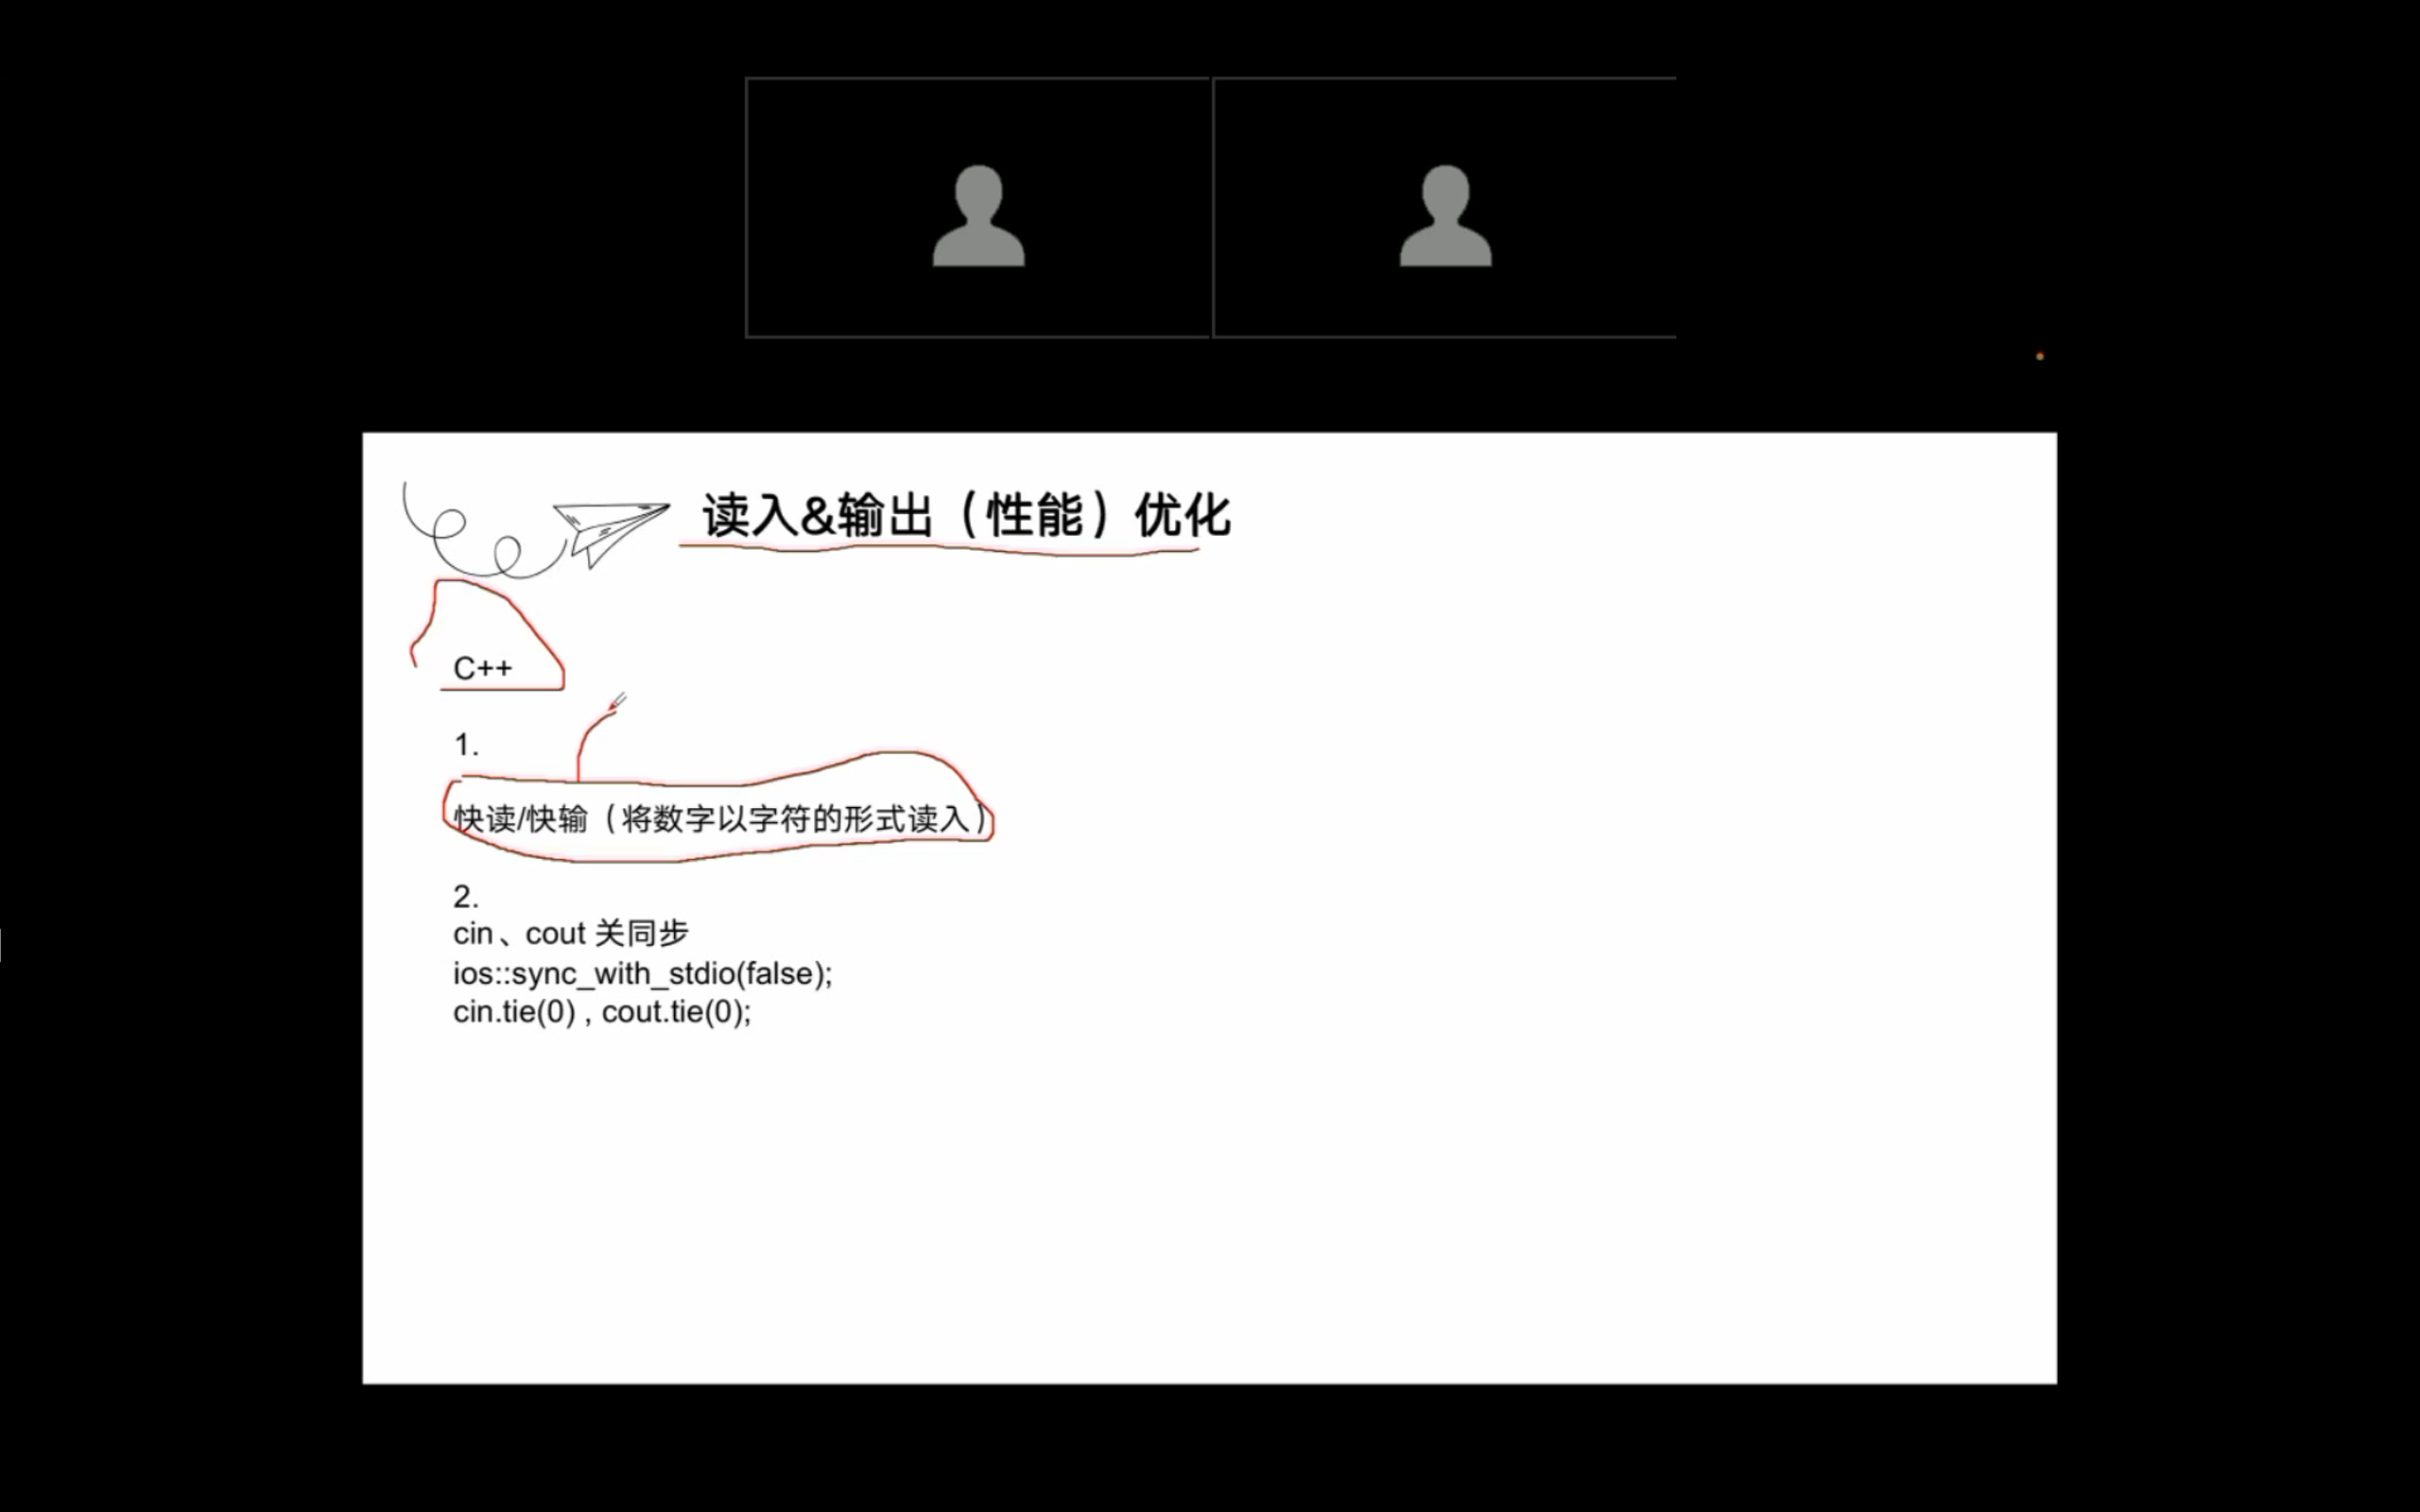 读入&输出（性能）优化
C++
1.
快读/快输（将数字以字符的形式读入）
2.
cin、cout 关同步
ios::sync_with_stdio(false);
cin.tie(0) , cout.tie(0);